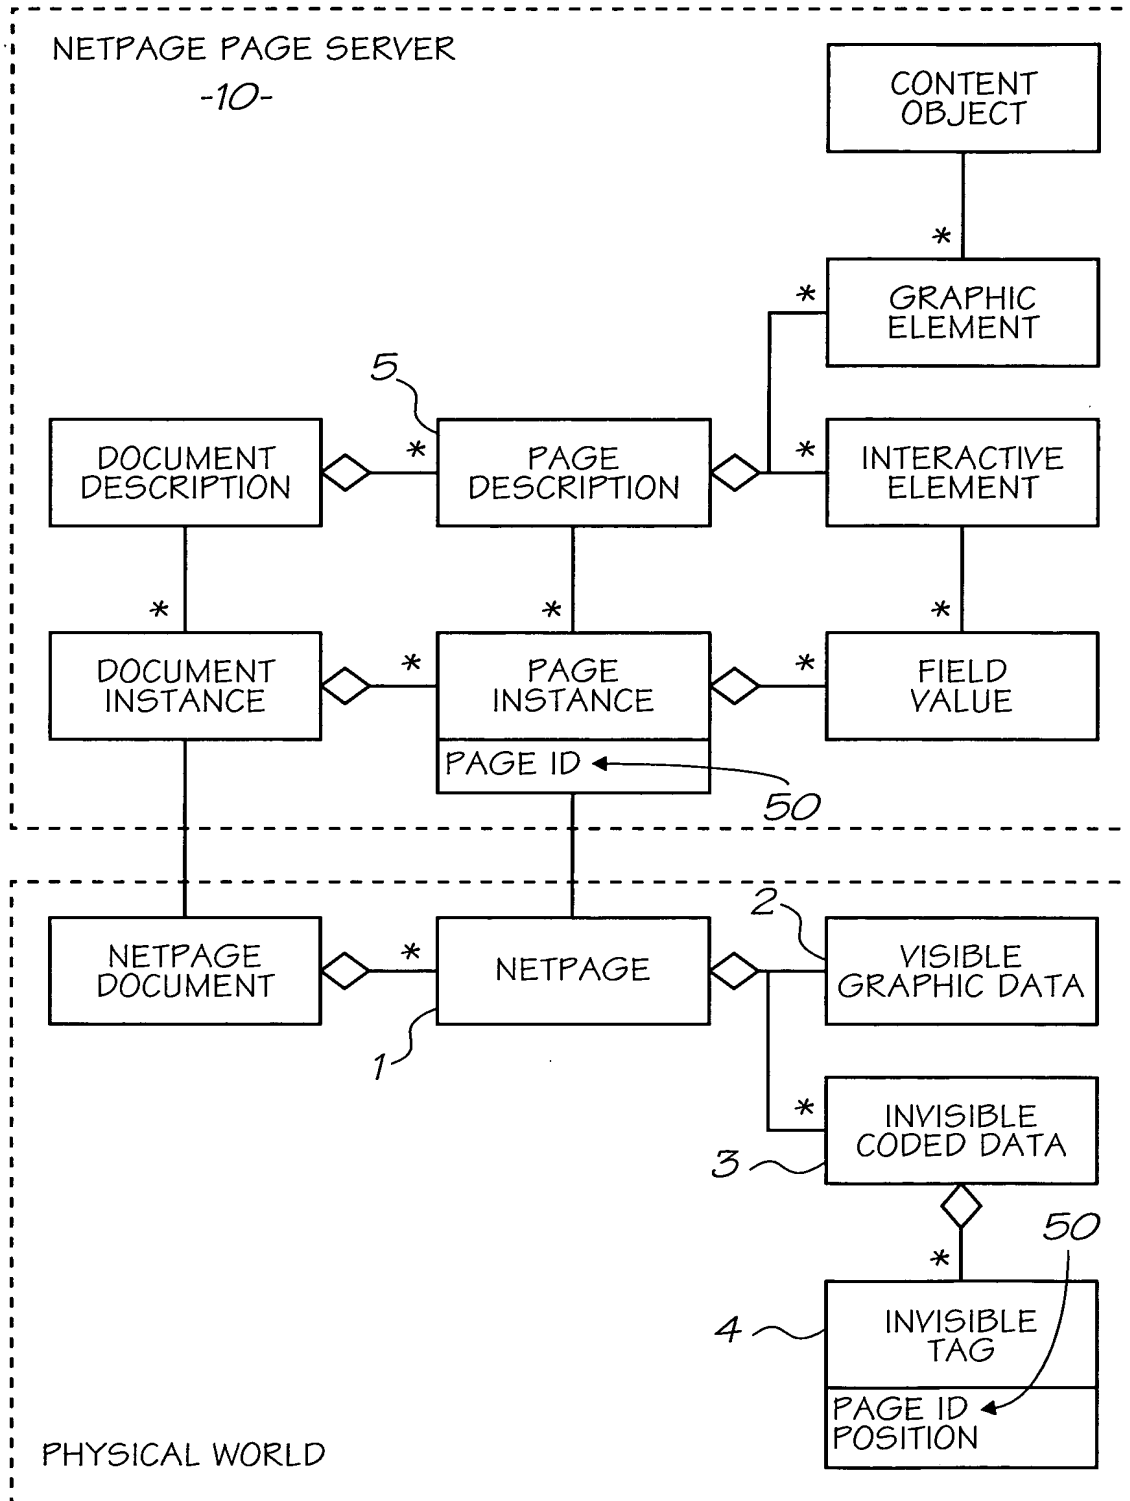 NETPAGE PAGE SERVER
-10-
CONTENT
OBJECT
*
*
GRAPHIC
ELEMENT
5
DOCUMENT
DESCRIPTION
*
PAGE
DESCRIPTION
*
INTERACTIVE
ELEMENT
*
*
*
DOCUMENT
INSTANCE
*
PAGE
INSTANCE
*
FIELD
VALUE
PAGE ID
50
2
NETPAGE
DOCUMENT
*
NETPAGE
VISIBLE
GRAPHIC DATA
1
*
INVISIBLE
CODED DATA
3
50
*
4
INVISIBLE
TAG
PAGE ID
POSITION
PHYSICAL WORLD